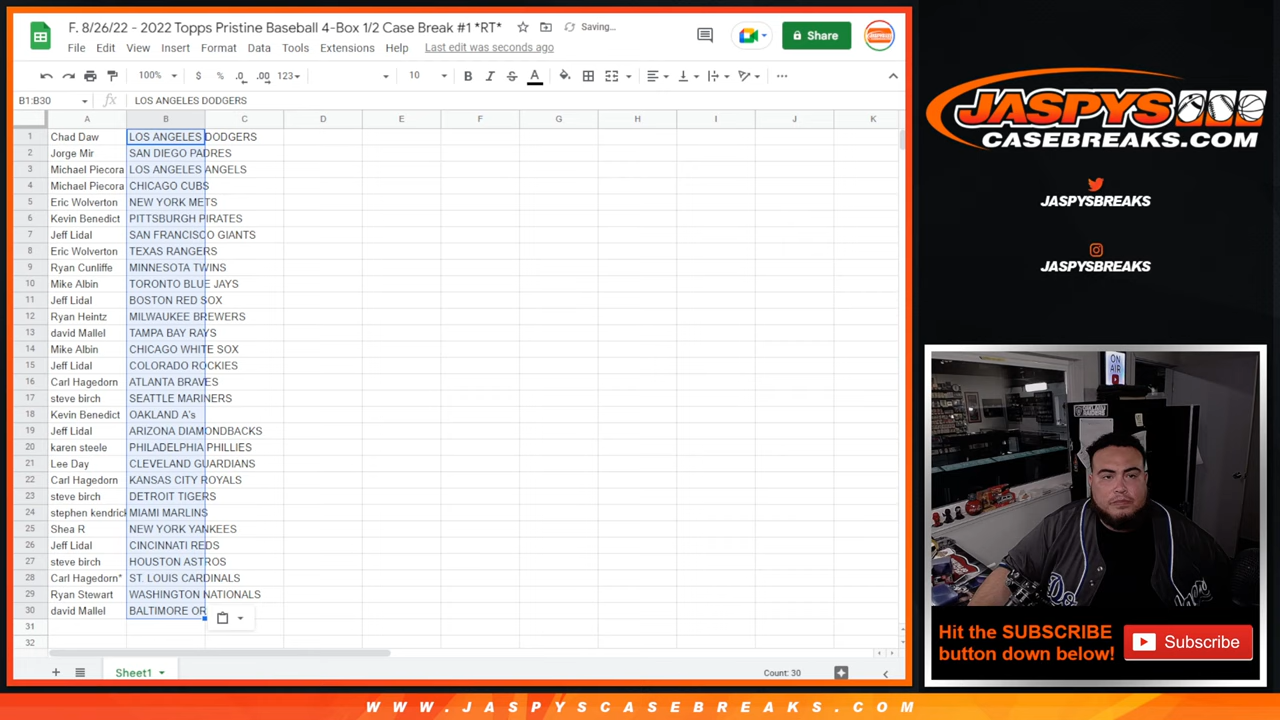 F. 8/26/22 - 2022 Topps Pristine Baseball 4-Box 1/2 Case Break #1 *RT*
Saving...
File Edit View Insert Format Data Tools Extensions Help Last edit was seconds ago
Share
100% $ % .0 .00 123 10 B I S A
B1:B30 fx LOS ANGELES DODGERS
A B C D E F G H I J K
1 Chad Daw LOS ANGELES DODGERS
2 Jorge Mir SAN DIEGO PADRES
3 Michael Piecora LOS ANGELES ANGELS
4 Michael Piecora CHICAGO CUBS
5 Eric Wolverton NEW YORK METS
6 Kevin Benedict PITTSBURGH PIRATES
7 Jeff Lidal SAN FRANCISCO GIANTS
8 Eric Wolverton TEXAS RANGERS
9 Ryan Cunliffe MINNESOTA TWINS
10 Mike Albin TORONTO BLUE JAYS
11 Jeff Lidal BOSTON RED SOX
12 Ryan Heintz MILWAUKEE BREWERS
13 david Mallel TAMPA BAY RAYS
14 Mike Albin CHICAGO WHITE SOX
15 Jeff Lidal COLORADO ROCKIES
16 Carl Hagedorn ATLANTA BRAVES
17 steve birch SEATTLE MARINERS
18 Kevin Benedict OAKLAND A's
19 Jeff Lidal ARIZONA DIAMONDBACKS
20 karen steele PHILADELPHIA PHILLIES
21 Lee Day CLEVELAND GUARDIANS
22 Carl Hagedorn KANSAS CITY ROYALS
23 steve birch DETROIT TIGERS
24 stephen kendrick MIAMI MARLINS
25 Shea R NEW YORK YANKEES
26 Jeff Lidal CINCINNATI REDS
27 steve birch HOUSTON ASTROS
28 Carl Hagedorn* ST. LOUIS CARDINALS
29 Ryan Stewart WASHINGTON NATIONALS
30 david Mallel BALTIMORE OR
31
32
Sheet1
Count: 30
JASPYS
CASEBREAKS.COM
JASPYSBREAKS
JASPYSBREAKS
ON AIR
Hit the SUBSCRIBE
button down below!
Subscribe
WWW.JASPYSCASEBREAKS.COM